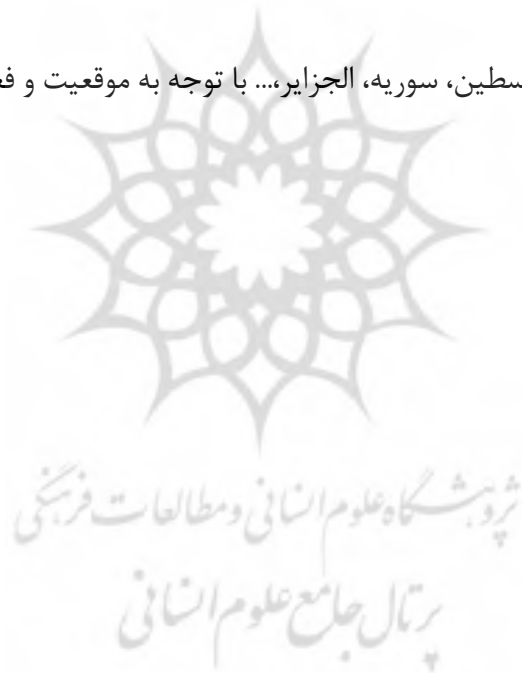 سطین، سوریه، الجزایر،... با توجه به موقعیت و
پژوهشگاه علوم انسانی و مطالعات فرهنگی
پرتال جامع علوم انسانی